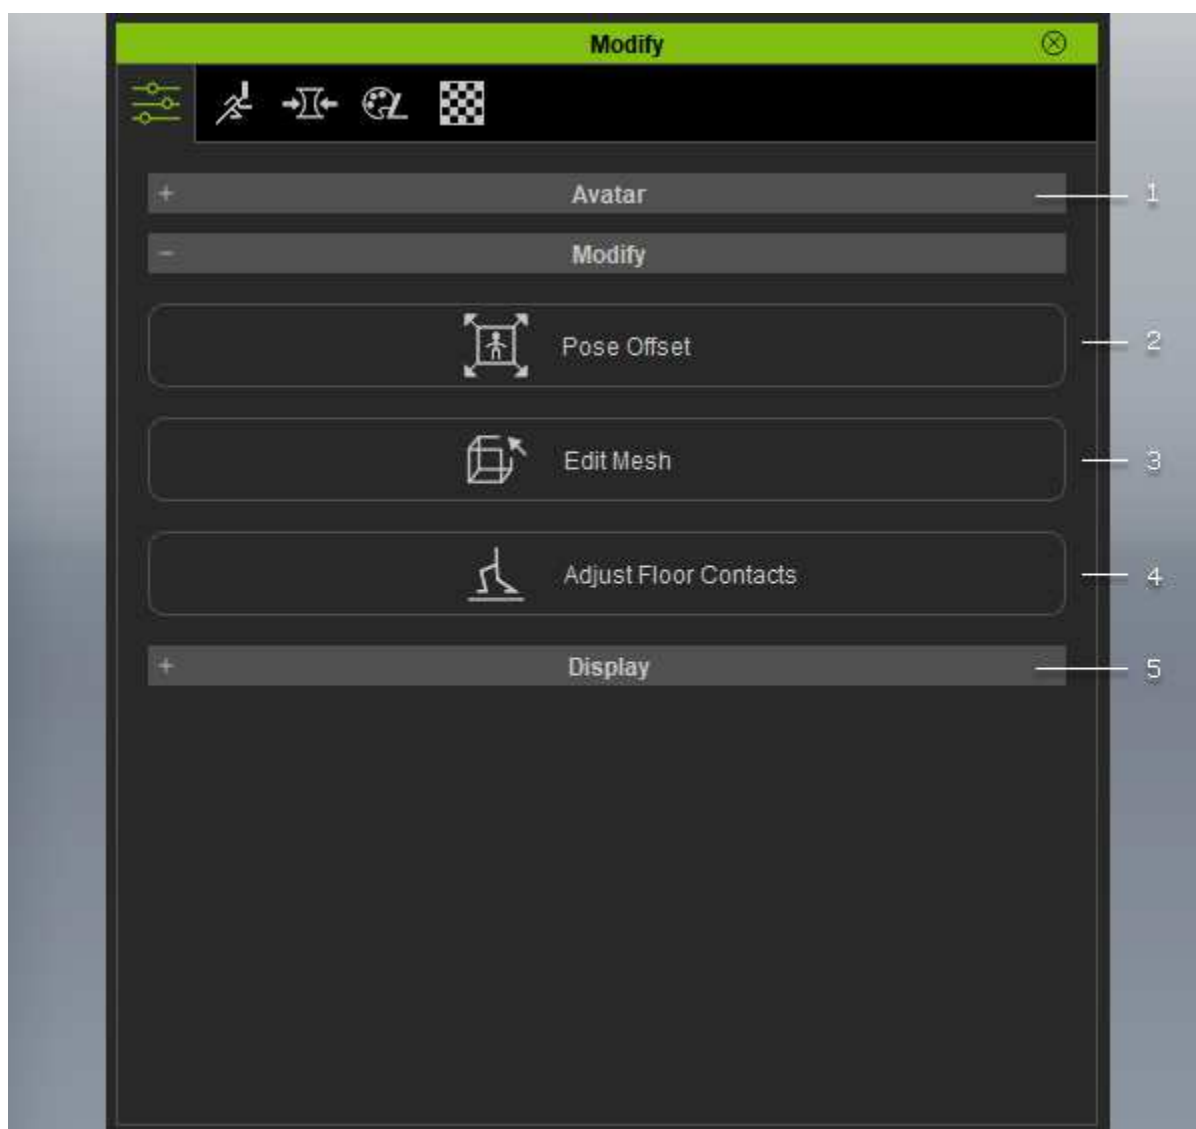 Modify
+ Avatar 1
- Modify
Pose Offset 2
Edit Mesh 3
Adjust Floor Contacts 4
+ Display 5